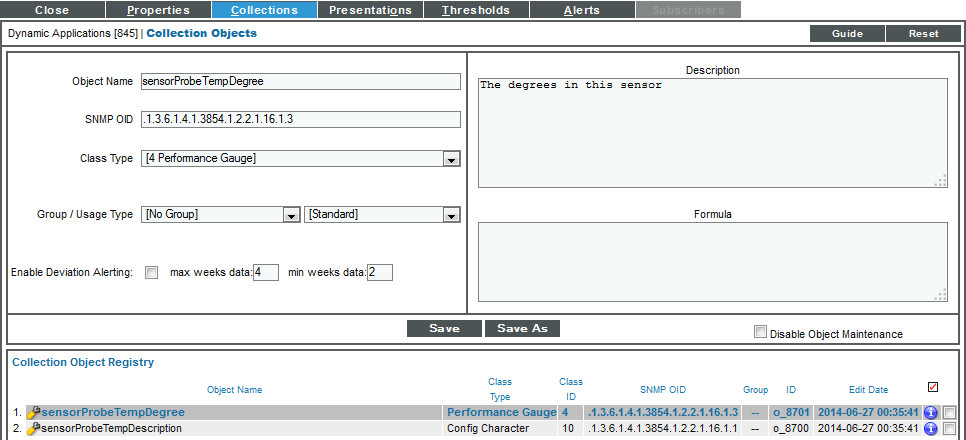 Close Properties Collections Presentations Thresholds Alerts Subscribers
Dynamic Applications [845] | Collection Objects Guide Reset
Object Name sensorProbeTempDegree
SNMP OID .1.3.6.1.4.1.3854.1.2.2.1.16.1.3
Class Type [4 Performance Gauge]
Group / Usage Type [No Group] [Standard]
Enable Deviation Alerting: max weeks data: 4 min weeks data: 2
Description
The degrees in this sensor
Formula
Save Save As Disable Object Maintenance
Collection Object Registry
Object Name Class Type Class ID SNMP OID Group ID Edit Date
1. sensorProbeTempDegree Performance Gauge 4 .1.3.6.1.4.1.3854.1.2.2.1.16.1.3 -- o_8701 2014-06-27 00:35:41
2. sensorProbeTempDescription Config Character 10 .1.3.6.1.4.1.3854.1.2.2.1.16.1.1 -- o_8700 2014-06-27 00:35:41